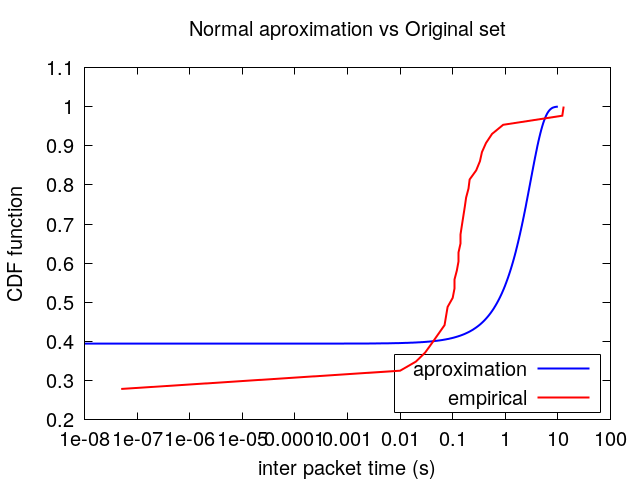 Normal aproximation vs Original set
1.1
1
0.9
0.8
0.7
0.6
0.5
0.4
0.3
0.2
CDF function
aproximation
empirical
1e-08 1e-07 1e-06 1e-05 0.0001 0.001 0.01 0.1 1 10 100
inter packet time (s)